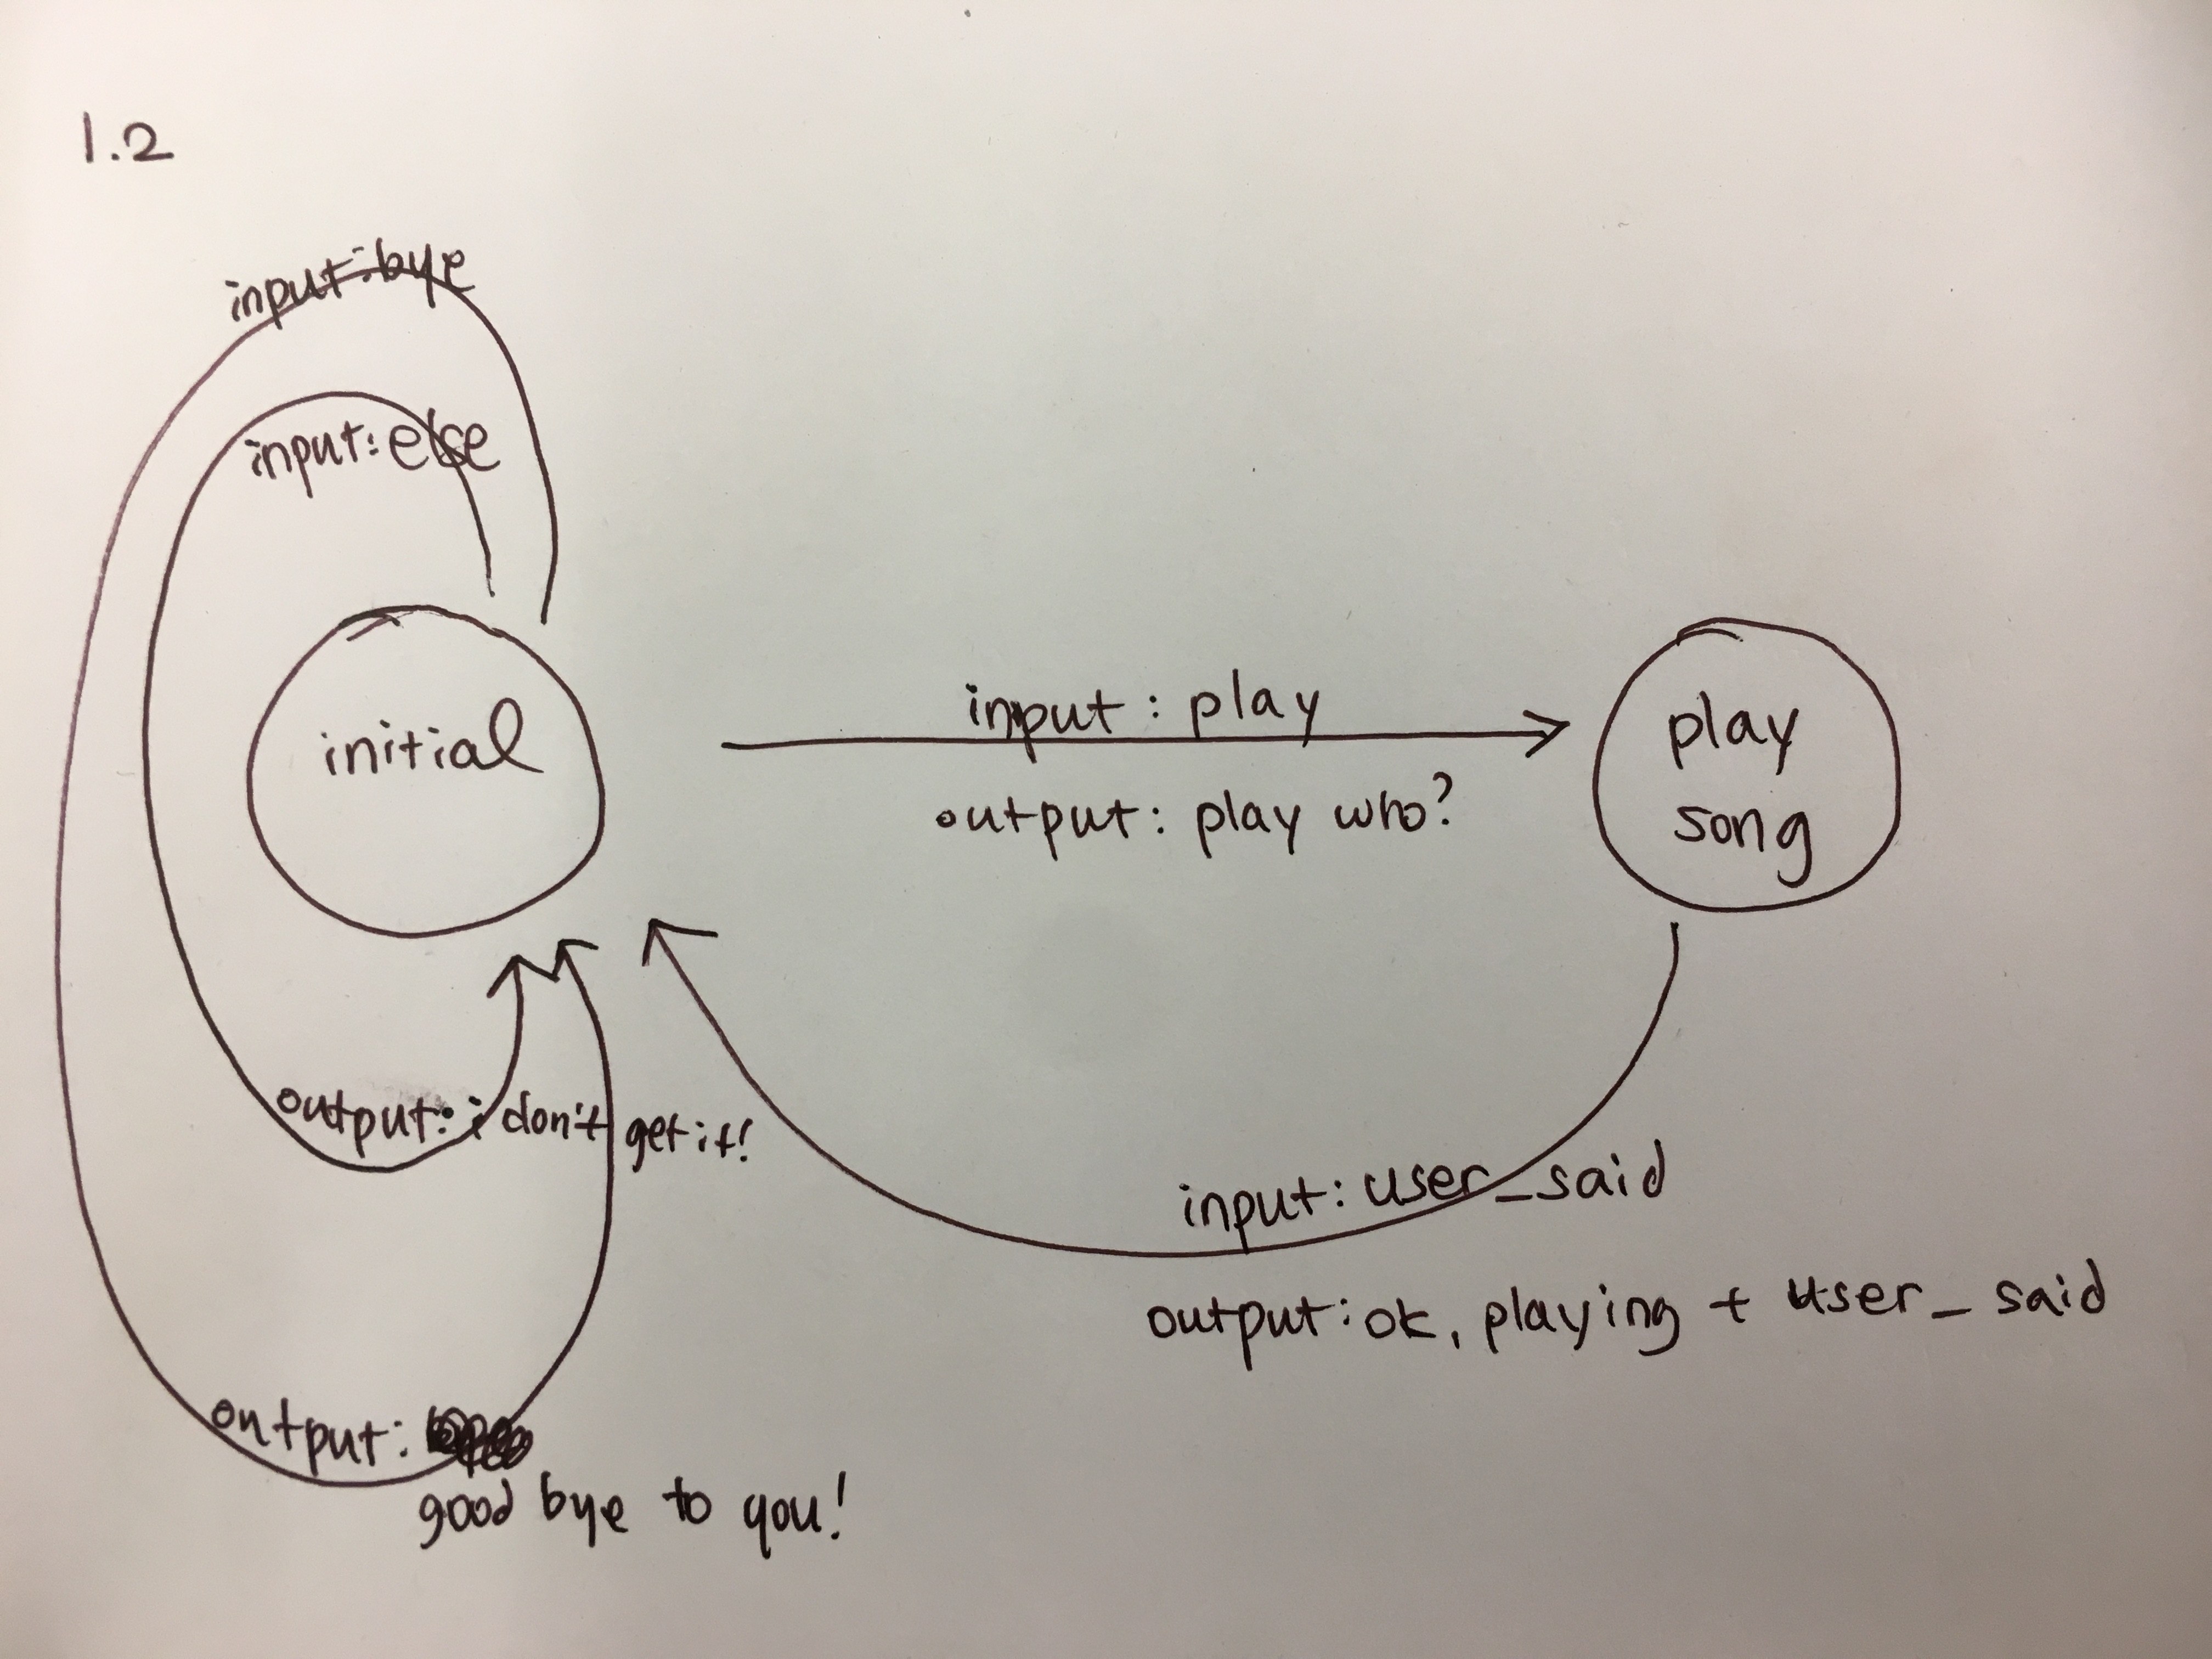 1.2
input: bye
input: else
initial
input: play
output: play who?
play
song
output: i don't get it!
input: user_said
output: ok, playing + user_said
output:
good bye to you!